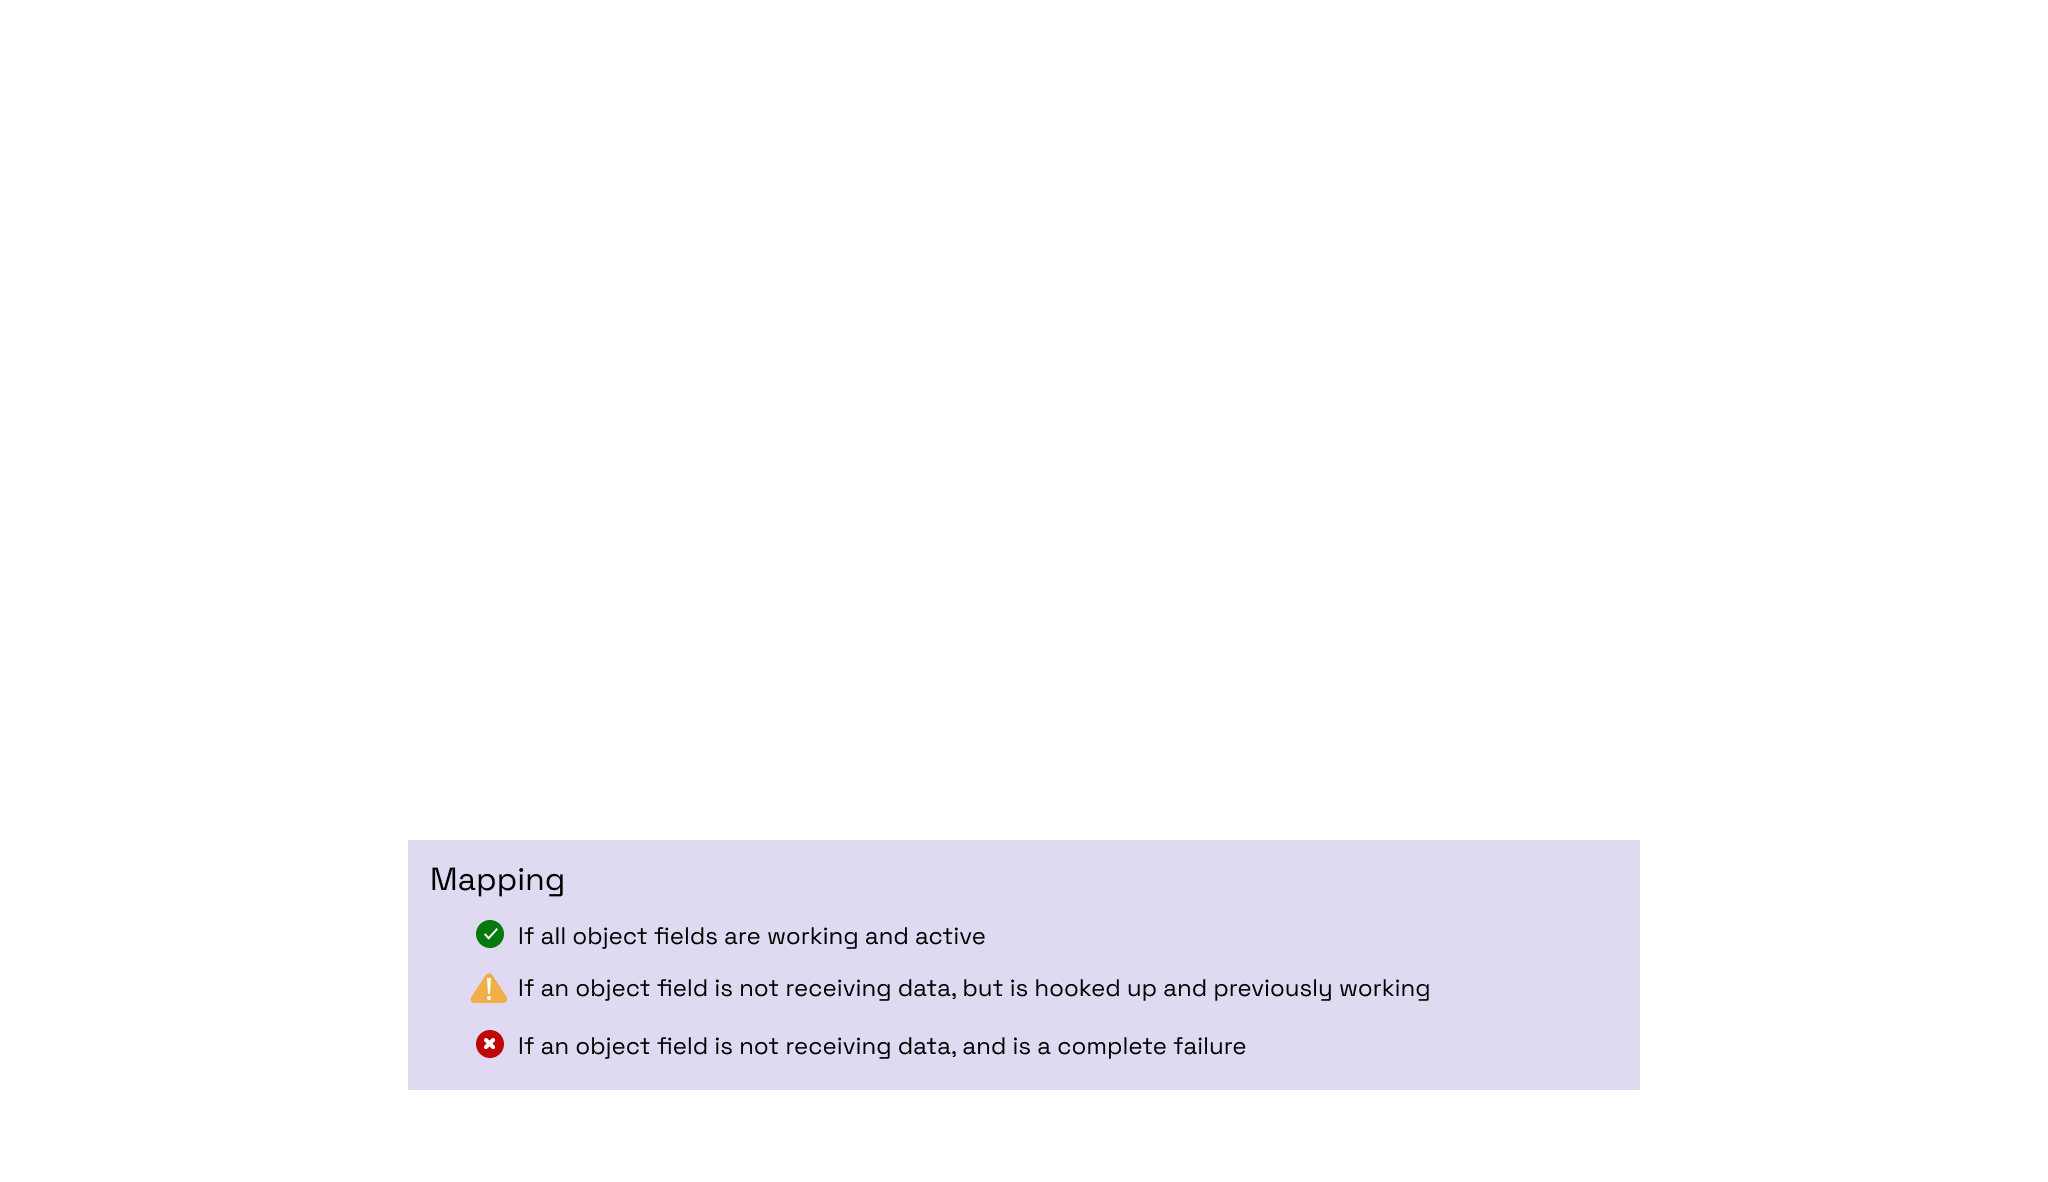 Mapping
If all object fields are working and active
If an object field is not receiving data, but is hooked up and previously working
If an object field is not receiving data, and is a complete failure